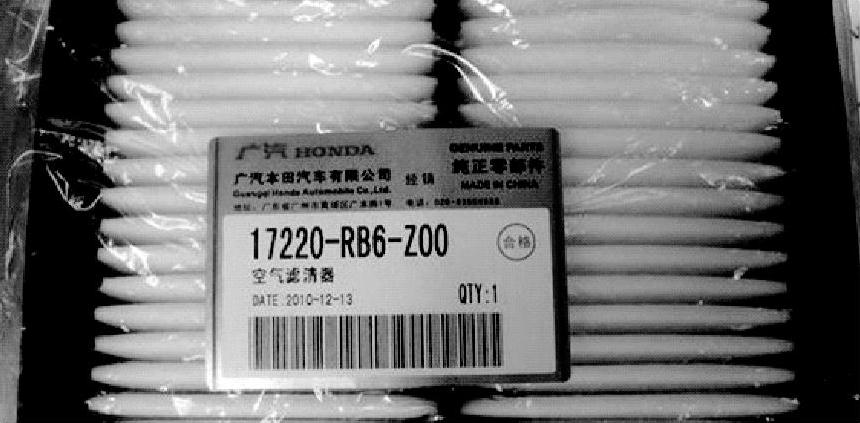 广汽 HONDA
GENUINE PARTS
广汽本田汽车有限公司 经销
纯正零部件
Guangqi Honda Automobile Co.,Ltd.
MADE IN CHINA
17220-RB6-Z00
合格
空气滤清器
DATE:2010-12-13
QTY:1